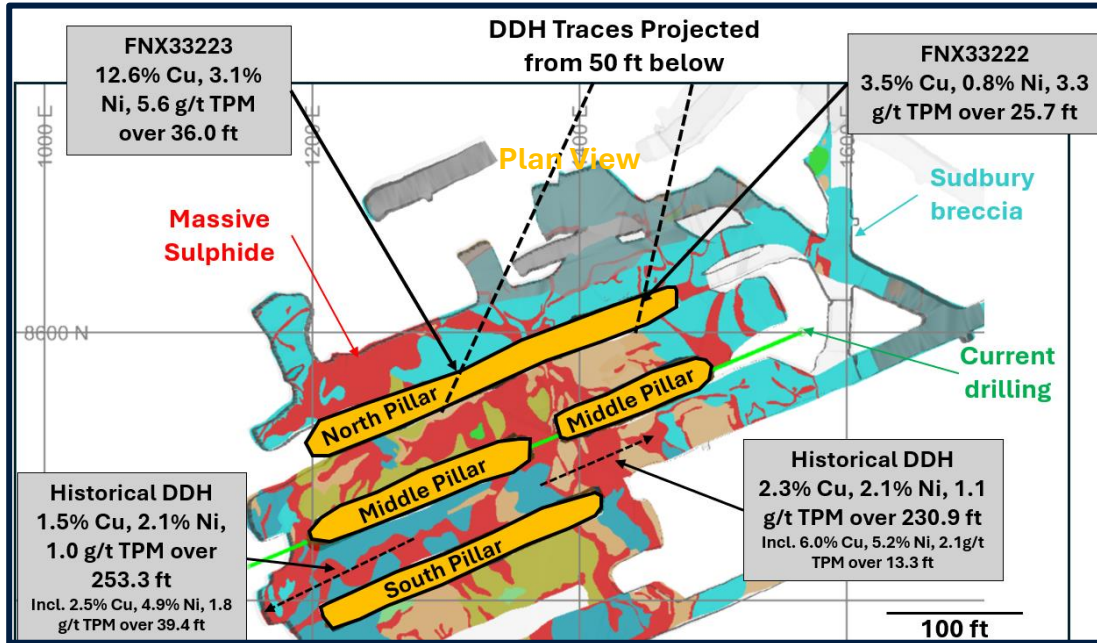 FNX33223
12.6% Cu, 3.1%
Ni, 5.6 g/t TPM
over 36.0 ft
DDH Traces Projected
from 50 ft below
FNX33222
3.5% Cu, 0.8% Ni, 3.3
g/t TPM over 25.7 ft
1000 E
1200 E
Plan View
Massive
Sulphide
Sudbury
breccia
8600 N
Current
drilling
North Pillar
Middle Pillar
Middle Pillar
South Pillar
Historical DDH
1.5% Cu, 2.1% Ni,
1.0 g/t TPM over
253.3 ft
Incl. 2.5% Cu, 4.9% Ni, 1.8
g/t TPM over 39.4 ft
Historical DDH
2.3% Cu, 2.1% Ni, 1.1
g/t TPM over 230.9 ft
Incl. 6.0% Cu, 5.2% Ni, 2.1g/t
TPM over 13.3 ft
100 ft